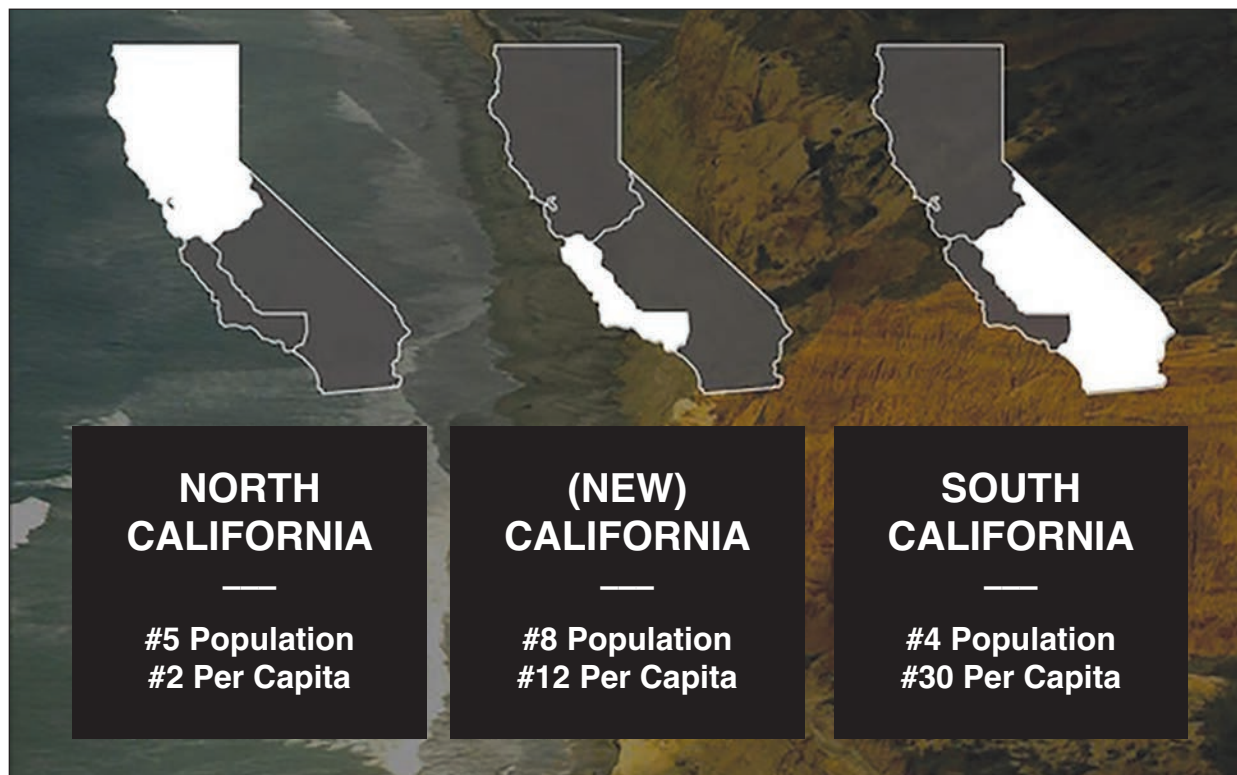 NORTH
CALIFORNIA
#5 Population
#2 Per Capita
(NEW)
CALIFORNIA
#8 Population
#12 Per Capita
SOUTH
CALIFORNIA
#4 Population
#30 Per Capita